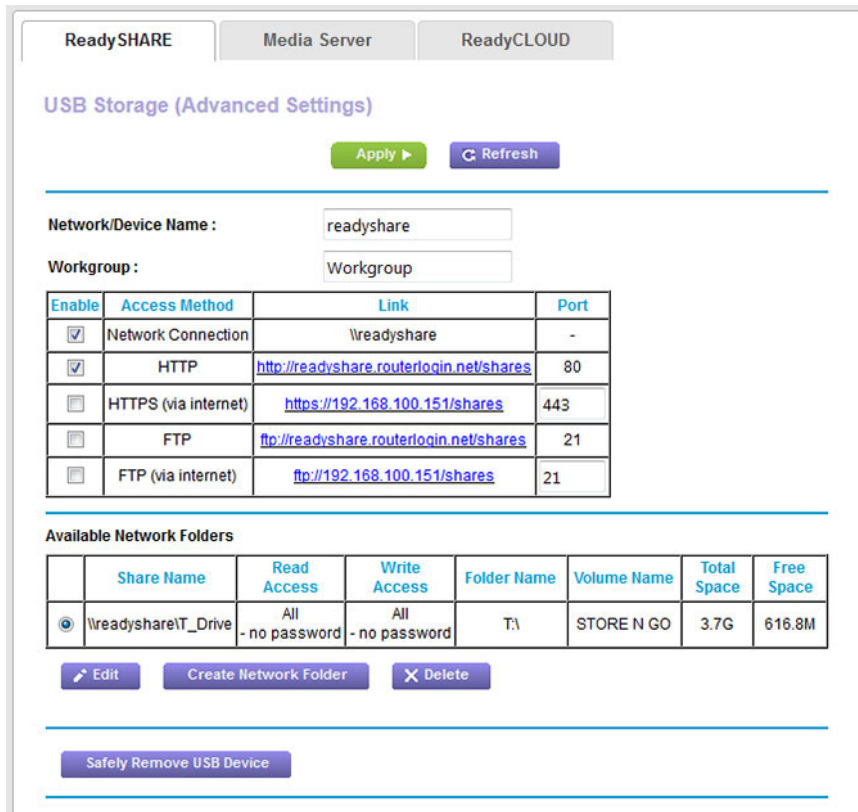 ReadySHARE Media Server ReadyCLOUD
USB Storage (Advanced Settings)
Apply Refresh
Network/Device Name : readyshare
Workgroup : Workgroup
Enable Access Method Link Port
Network Connection \\readyshare -
HTTP http://readyshare.routerlogin.net/shares 80
HTTPS (via internet) https://192.168.100.151/shares 443
FTP ftp://readyshare.routerlogin.net/shares 21
FTP (via internet) ftp://192.168.100.151/shares 21
Available Network Folders
Share Name Read Access Write Access Folder Name Volume Name Total Space Free Space
\\readyshare\T_Drive All - no password All - no password T:\ STORE N GO 3.7G 616.8M
Edit Create Network Folder Delete
Safely Remove USB Device